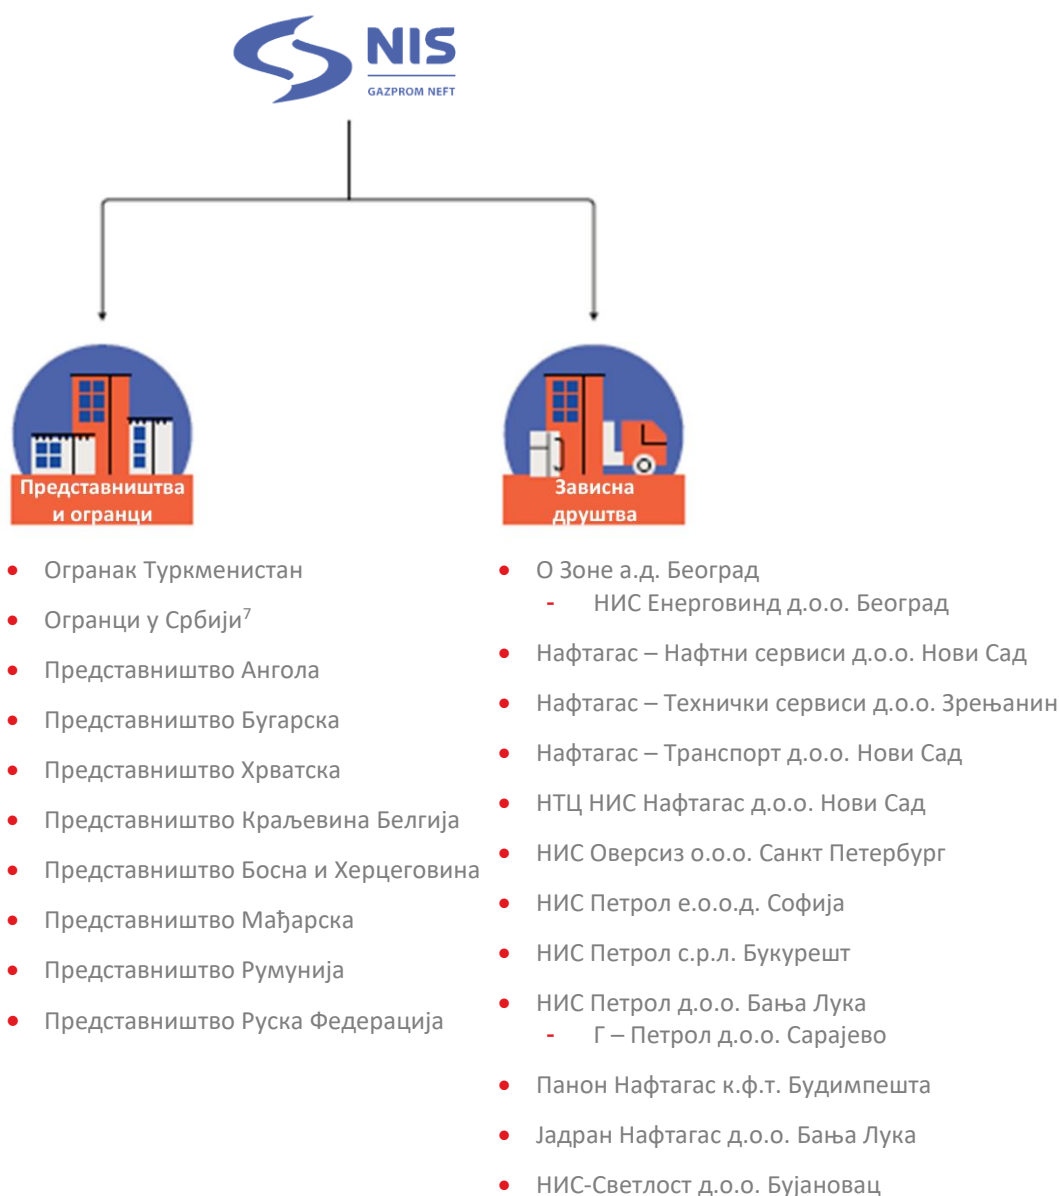 NIS
GAZPROM NEFT
Представништва
и огранци
Огранак Туркменистан
Огранци у Србији⁷
Представништво Ангола
Представништво Бугарска
Представништво Хрватска
Представништво Краљевина Белгија
Представништво Босна и Херцеговина
Представништво Мађарска
Представништво Румунија
Представништво Руска Федерација
Зависна
друштва
О Зоне а.д. Београд
- НИС Енерговинд д.о.о. Београд
Нафтагас – Нафтни сервиси д.о.о. Нови Сад
Нафтагас – Технички сервиси д.о.о. Зрењанин
Нафтагас – Транспорт д.о.о. Нови Сад
НТЦ НИС Нафтагас д.о.о. Нови Сад
НИС Оверсиз о.о.о. Санкт Петербург
НИС Петрол е.о.о.д. Софија
НИС Петрол с.р.л. Букурешт
НИС Петрол д.о.о. Бања Лука
- Г – Петрол д.о.о. Сарајево
Панон Нафтагас к.ф.т. Будимпешта
Јадран Нафтагас д.о.о. Бања Лука
НИС-Светлост д.о.о. Бујановац